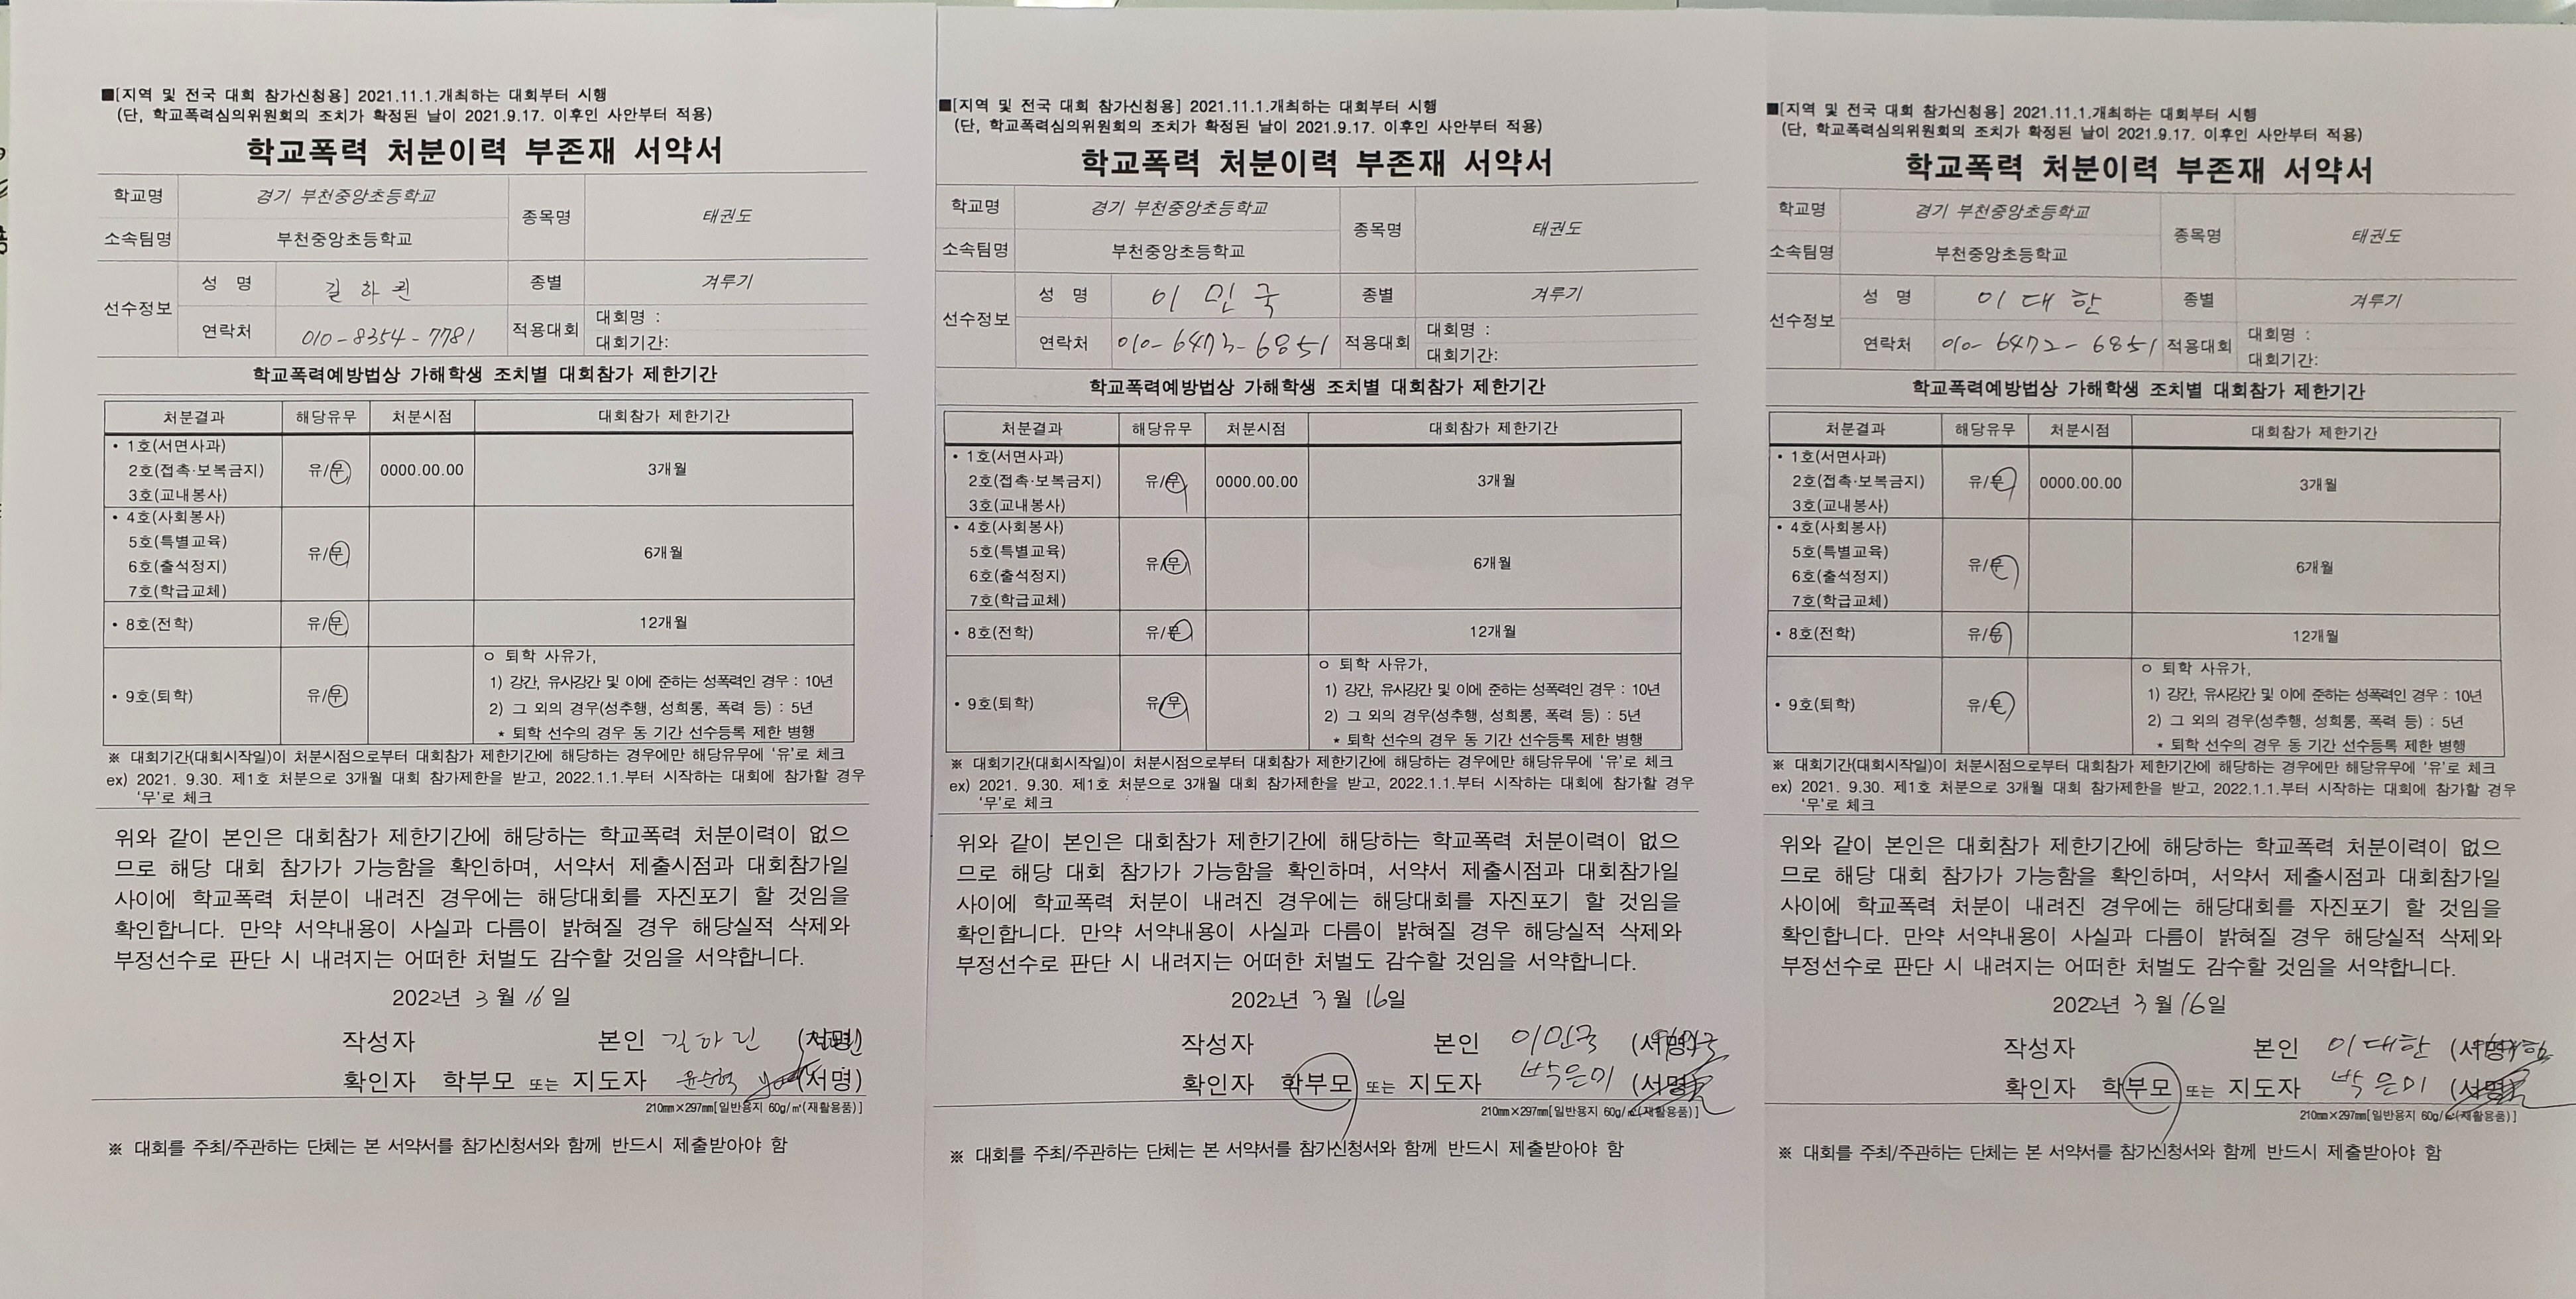 ■[지역 및 전국 대회 참가신청용] 2021.11.1.개최하는 대회부터 시행
(단, 학교폭력심의위원회의 조치가 확정된 날이 2021.9.17. 이후인 사안부터 적용)
학교폭력 처분이력 부존재 서약서
학교명 경기 부천중앙초등학교 종목명 태권도
소속팀명 부천중앙초등학교
선수정보 성 명 길하린 종별 겨루기
연락처 010-8354-7781 적용대회 대회명 :
대회기간:
학교폭력예방법상 가해학생 조치별 대회참가 제한기간
처분결과 해당유무 처분시점 대회참가 제한기간
• 1호(서면사과)
2호(접촉·보복금지) 유/무 0000.00.00 3개월
3호(교내봉사)
• 4호(사회봉사)
5호(특별교육)
유/무 6개월
6호(출석정지)
7호(학급교체)
• 8호(전학) 유/무 12개월
• 9호(퇴학) 유/무
ㅇ 퇴학 사유가,
1) 강간, 유사강간 및 이에 준하는 성폭력인 경우 : 10년
2) 그 외의 경우(성추행, 성희롱, 폭력 등) : 5년
* 퇴학 선수의 경우 동 기간 선수등록 제한 병행
※ 대회기간(대회시작일)이 처분시점으로부터 대회참가 제한기간에 해당하는 경우에만 해당유무에 '유'로 체크
ex) 2021. 9.30. 제1호 처분으로 3개월 대회 참가제한을 받고, 2022.1.1.부터 시작하는 대회에 참가할 경우
'무'로 체크
위와 같이 본인은 대회참가 제한기간에 해당하는 학교폭력 처분이력이 없으
므로 해당 대회 참가가 가능함을 확인하며, 서약서 제출시점과 대회참가일
사이에 학교폭력 처분이 내려진 경우에는 해당대회를 자진포기 할 것임을
확인합니다. 만약 서약내용이 사실과 다름이 밝혀질 경우 해당실적 삭제와
부정선수로 판단 시 내려지는 어떠한 처벌도 감수할 것임을 서약합니다.
2022년 3월 16일
작성자 본인 길하린 (서명)
확인자 학부모 또는 지도자 윤순혁 (서명)
210㎜×297㎜[일반용지 60g/㎡(재활용품)]
※ 대회를 주최/주관하는 단체는 본 서약서를 참가신청서와 함께 반드시 제출받아야 함
■[지역 및 전국 대회 참가신청용] 2021.11.1.개최하는 대회부터 시행
(단, 학교폭력심의위원회의 조치가 확정된 날이 2021.9.17. 이후인 사안부터 적용)
학교폭력 처분이력 부존재 서약서
학교명 경기 부천중앙초등학교 종목명 태권도
소속팀명 부천중앙초등학교
선수정보 성 명 이민국 종별 겨루기
연락처 010-6473-6851 적용대회 대회명 :
대회기간:
학교폭력예방법상 가해학생 조치별 대회참가 제한기간
처분결과 해당유무 처분시점 대회참가 제한기간
• 1호(서면사과)
2호(접촉·보복금지) 유/무 0000.00.00 3개월
3호(교내봉사)
• 4호(사회봉사)
5호(특별교육)
유/무 6개월
6호(출석정지)
7호(학급교체)
• 8호(전학) 유/무 12개월
• 9호(퇴학) 유/무
ㅇ 퇴학 사유가,
1) 강간, 유사강간 및 이에 준하는 성폭력인 경우 : 10년
2) 그 외의 경우(성추행, 성희롱, 폭력 등) : 5년
* 퇴학 선수의 경우 동 기간 선수등록 제한 병행
※ 대회기간(대회시작일)이 처분시점으로부터 대회참가 제한기간에 해당하는 경우에만 해당유무에 '유'로 체크
ex) 2021. 9.30. 제1호 처분으로 3개월 대회 참가제한을 받고, 2022.1.1.부터 시작하는 대회에 참가할 경우
'무'로 체크
위와 같이 본인은 대회참가 제한기간에 해당하는 학교폭력 처분이력이 없으
므로 해당 대회 참가가 가능함을 확인하며, 서약서 제출시점과 대회참가일
사이에 학교폭력 처분이 내려진 경우에는 해당대회를 자진포기 할 것임을
확인합니다. 만약 서약내용이 사실과 다름이 밝혀질 경우 해당실적 삭제와
부정선수로 판단 시 내려지는 어떠한 처벌도 감수할 것임을 서약합니다.
2022년 3월 16일
작성자 본인 이민국 (서명)
확인자 학부모 또는 지도자 박은미 (서명)
210㎜×297㎜[일반용지 60g/㎡(재활용품)]
※ 대회를 주최/주관하는 단체는 본 서약서를 참가신청서와 함께 반드시 제출받아야 함
■[지역 및 전국 대회 참가신청용] 2021.11.1.개최하는 대회부터 시행
(단, 학교폭력심의위원회의 조치가 확정된 날이 2021.9.17. 이후인 사안부터 적용)
학교폭력 처분이력 부존재 서약서
학교명 경기 부천중앙초등학교 종목명 태권도
소속팀명 부천중앙초등학교
선수정보 성 명 이대한 종별 겨루기
연락처 010-6472-6851 적용대회 대회명 :
대회기간:
학교폭력예방법상 가해학생 조치별 대회참가 제한기간
처분결과 해당유무 처분시점 대회참가 제한기간
• 1호(서면사과)
2호(접촉·보복금지) 유/무 0000.00.00 3개월
3호(교내봉사)
• 4호(사회봉사)
5호(특별교육)
유/무 6개월
6호(출석정지)
7호(학급교체)
• 8호(전학) 유/무 12개월
• 9호(퇴학) 유/무
ㅇ 퇴학 사유가,
1) 강간, 유사강간 및 이에 준하는 성폭력인 경우 : 10년
2) 그 외의 경우(성추행, 성희롱, 폭력 등) : 5년
* 퇴학 선수의 경우 동 기간 선수등록 제한 병행
※ 대회기간(대회시작일)이 처분시점으로부터 대회참가 제한기간에 해당하는 경우에만 해당유무에 '유'로 체크
ex) 2021. 9.30. 제1호 처분으로 3개월 대회 참가제한을 받고, 2022.1.1.부터 시작하는 대회에 참가할 경우
'무'로 체크
위와 같이 본인은 대회참가 제한기간에 해당하는 학교폭력 처분이력이 없으
므로 해당 대회 참가가 가능함을 확인하며, 서약서 제출시점과 대회참가일
사이에 학교폭력 처분이 내려진 경우에는 해당대회를 자진포기 할 것임을
확인합니다. 만약 서약내용이 사실과 다름이 밝혀질 경우 해당실적 삭제와
부정선수로 판단 시 내려지는 어떠한 처벌도 감수할 것임을 서약합니다.
2022년 3월 16일
작성자 본인 이대한 (서명)
확인자 학부모 또는 지도자 박은미 (서명)
210㎜×297㎜[일반용지 60g/㎡(재활용품)]
※ 대회를 주최/주관하는 단체는 본 서약서를 참가신청서와 함께 반드시 제출받아야 함